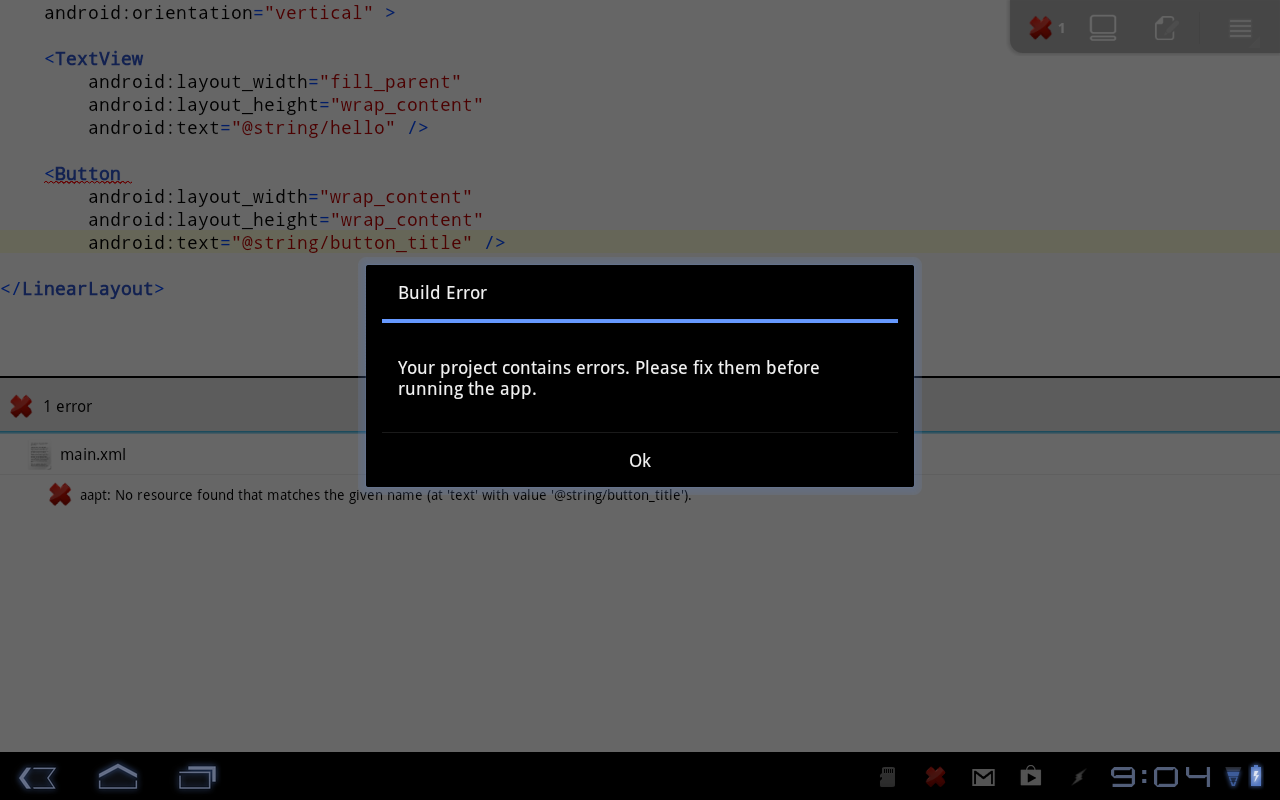 android:orientation="vertical" >
1
<TextView
android:layout_width="fill_parent"
android:layout_height="wrap_content"
android:text="@string/hello" />
<Button
android:layout_width="wrap_content"
android:layout_height="wrap_content"
android:text="@string/button_title" />
</LinearLayout>
Build Error
Your project contains errors. Please fix them before
running the app.
Ok
1 error
main.xml
aapt: No resource found that matches the given name (at 'text' with value '@string/button_title').
9:04